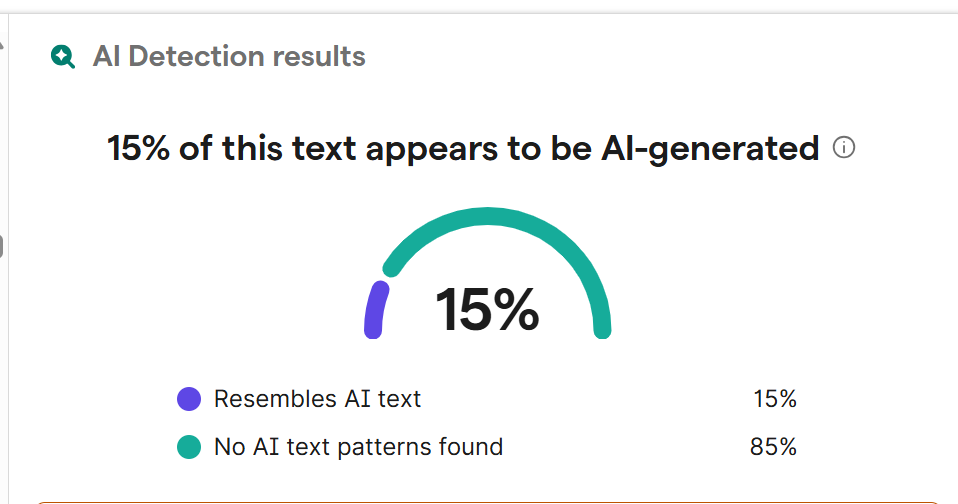 AI Detection results
15% of this text appears to be AI-generated
15%
Resembles AI text 15%
No AI text patterns found 85%